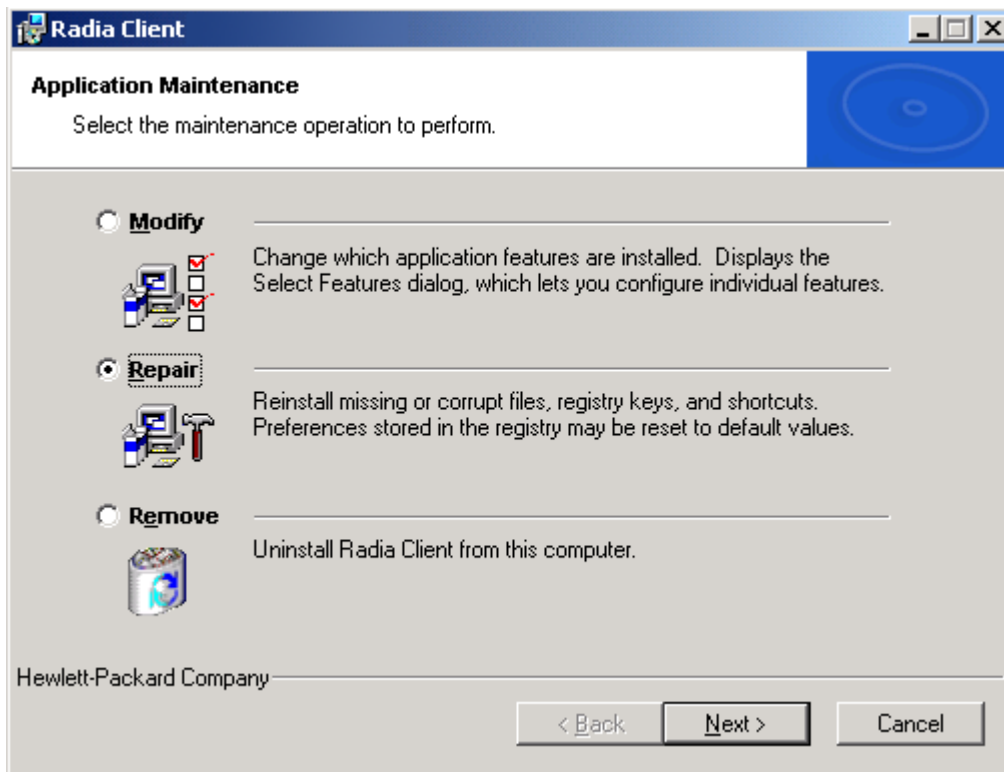 Radia Client
Application Maintenance
Select the maintenance operation to perform.
Modify
Change which application features are installed.  Displays the
Select Features dialog, which lets you configure individual features.
Repair
Reinstall missing or corrupt files, registry keys, and shortcuts.
Preferences stored in the registry may be reset to default values.
Remove
Uninstall Radia Client from this computer.
Hewlett-Packard Company
< Back
Next >
Cancel